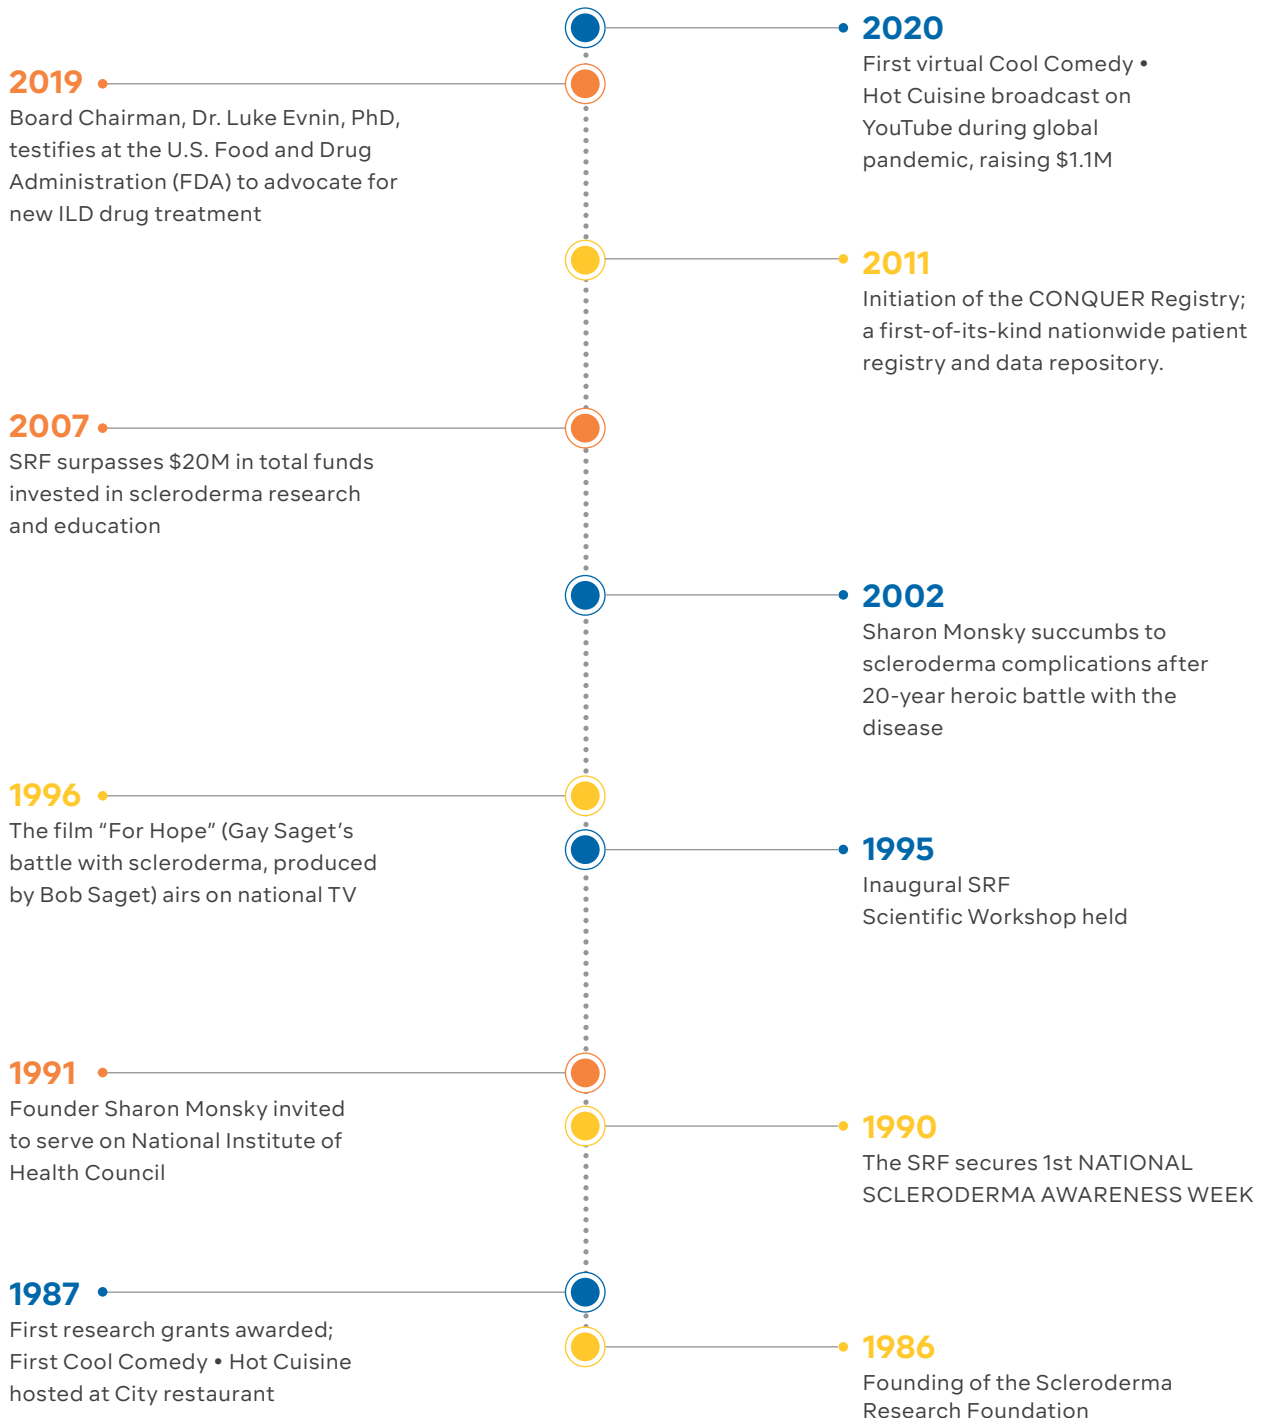 2020
First virtual Cool Comedy •
Hot Cuisine broadcast on
YouTube during global
pandemic, raising $1.1M
2019
Board Chairman, Dr. Luke Evnin, PhD,
testifies at the U.S. Food and Drug
Administration (FDA) to advocate for
new ILD drug treatment
2011
Initiation of the CONQUER Registry;
a first-of-its-kind nationwide patient
registry and data repository.
2007
SRF surpasses $20M in total funds
invested in scleroderma research
and education
2002
Sharon Monsky succumbs to
scleroderma complications after
20-year heroic battle with the
disease
1996
The film “For Hope” (Gay Saget’s
battle with scleroderma, produced
by Bob Saget) airs on national TV
1995
Inaugural SRF
Scientific Workshop held
1991
Founder Sharon Monsky invited
to serve on National Institute of
Health Council
1990
The SRF secures 1st NATIONAL
SCLERODERMA AWARENESS WEEK
1987
First research grants awarded;
First Cool Comedy • Hot Cuisine
hosted at City restaurant
1986
Founding of the Scleroderma
Research Foundation